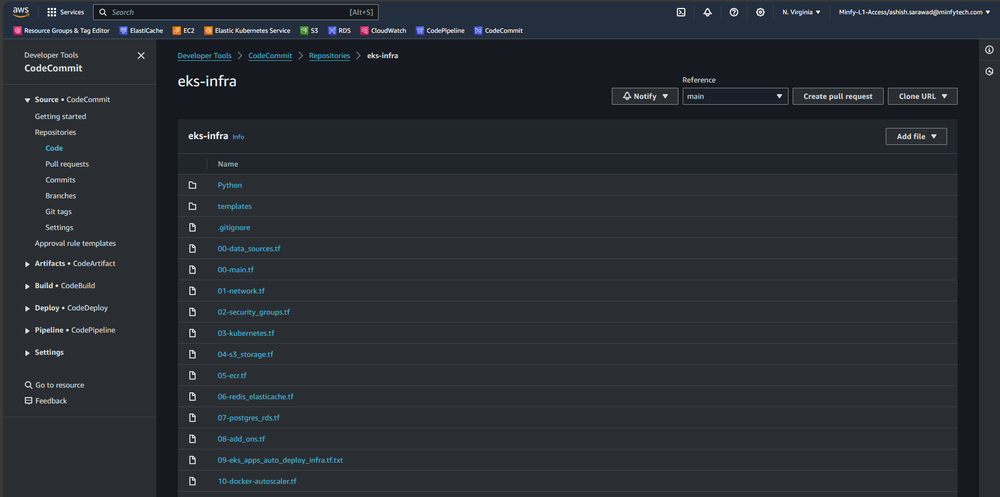 aws Services Search [Alt+S] N. Virginia Minfy-L1-Access/ashish.sarawad@minfytech.com
Resource Groups & Tag Editor ElastiCache EC2 Elastic Kubernetes Service S3 RDS CloudWatch CodePipeline CodeCommit
Developer Tools
CodeCommit
Source • CodeCommit
Getting started
Repositories
Code
Pull requests
Commits
Branches
Git tags
Settings
Approval rule templates
Artifacts • CodeArtifact
Build • CodeBuild
Deploy • CodeDeploy
Pipeline • CodePipeline
Settings
Go to resource
Feedback
Developer Tools CodeCommit Repositories eks-infra
eks-infra
Reference
Notify main Create pull request Clone URL
eks-infra Info Add file
Name
Python
templates
.gitignore
00-data_sources.tf
00-main.tf
01-network.tf
02-security_groups.tf
03-kubernetes.tf
04-s3_storage.tf
05-ecr.tf
06-redis_elasticache.tf
07-postgres_rds.tf
08-add_ons.tf
09-eks_apps_auto_deploy_infra.tf.txt
10-docker-autoscaler.tf